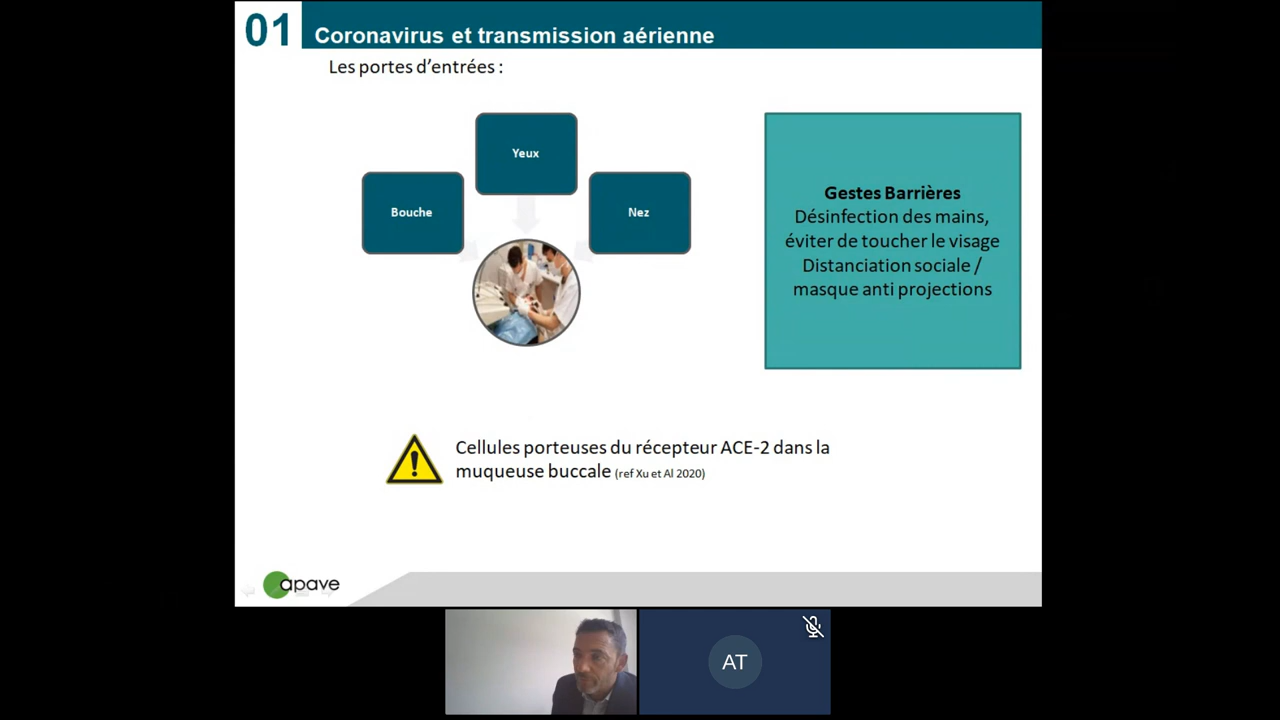 01
Coronavirus et transmission aérienne
Les portes d’entrées :
Yeux
Bouche
Nez
Gestes Barrières
Désinfection des mains,
éviter de toucher le visage
Distanciation sociale /
masque anti projections
Cellules porteuses du récepteur ACE-2 dans la
muqueuse buccale (ref Xu et Al 2020)
apave
AT